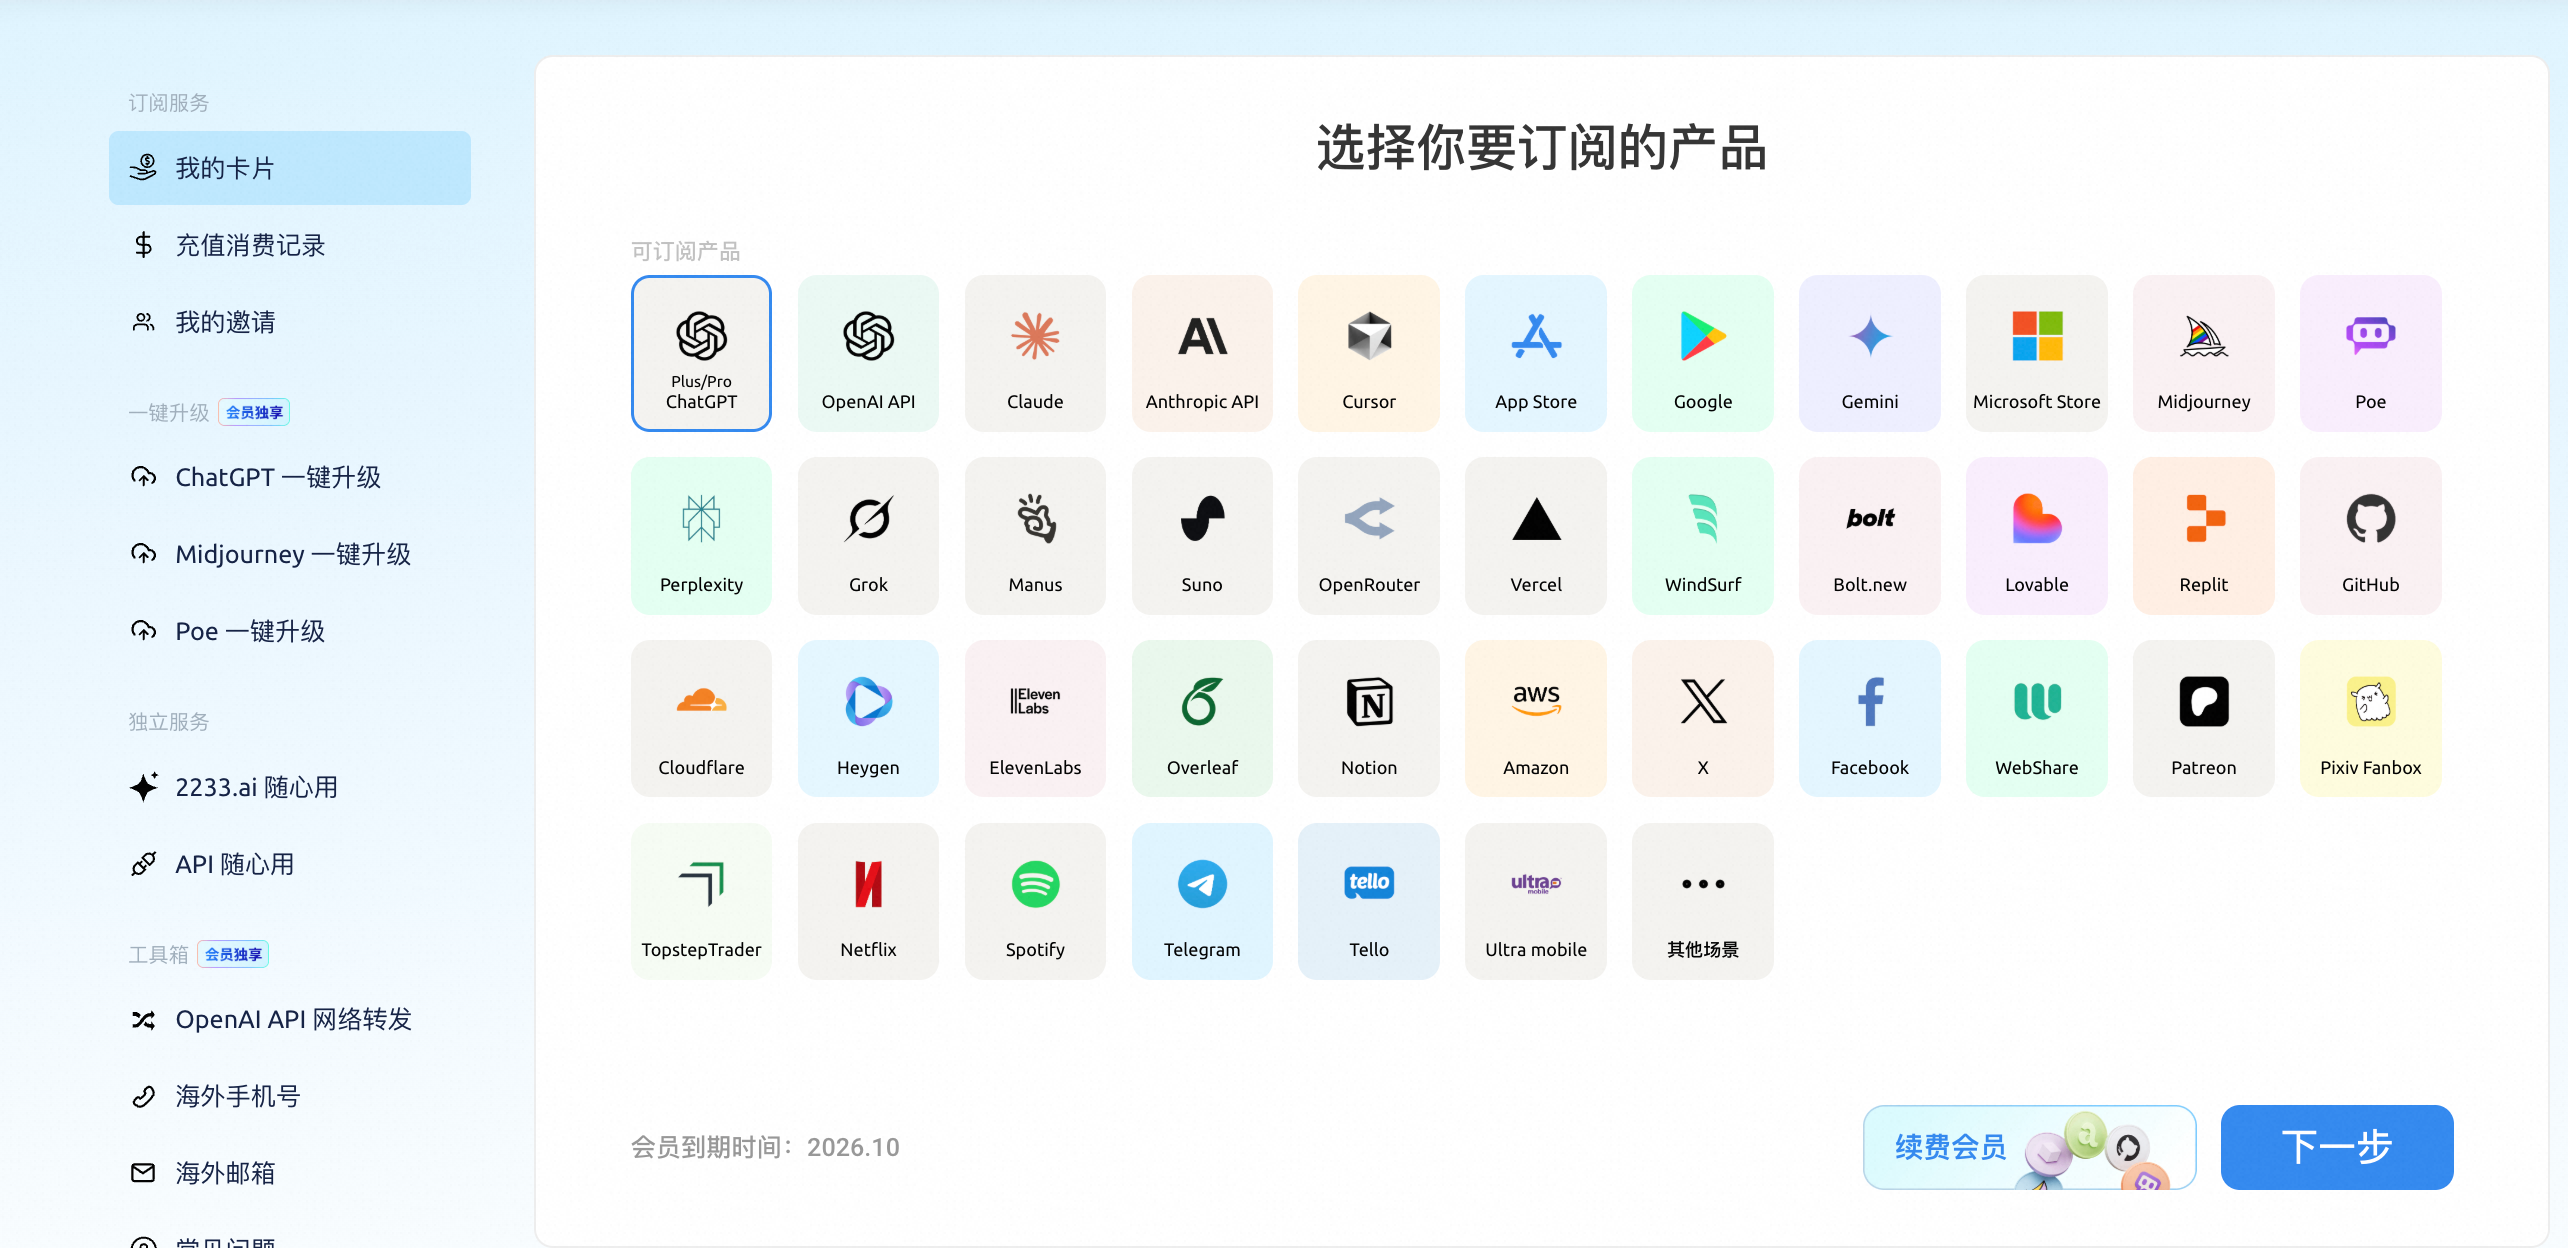 订阅服务
我的卡片
充值消费记录
我的邀请
一键升级 会员独享
ChatGPT 一键升级
Midjourney 一键升级
Poe 一键升级
独立服务
2233.ai 随心用
API 随心用
工具箱 会员独享
OpenAI API 网络转发
海外手机号
海外邮箱
常见问题
选择你要订阅的产品
可订阅产品
Plus/Pro
ChatGPT
OpenAI API
Claude
Anthropic API
Cursor
App Store
Google
Gemini
Microsoft Store
Midjourney
Poe
Perplexity
Grok
Manus
Suno
OpenRouter
Vercel
WindSurf
bolt
Bolt.new
Lovable
Replit
GitHub
Cloudflare
Heygen
Eleven
Labs
ElevenLabs
Overleaf
Notion
aws
Amazon
X
Facebook
WebShare
Patreon
Pixiv Fanbox
TopstepTrader
Netflix
Spotify
Telegram
tello
Tello
ultra
mobile
Ultra mobile
其他场景
会员到期时间：2026.10
续费会员
下一步